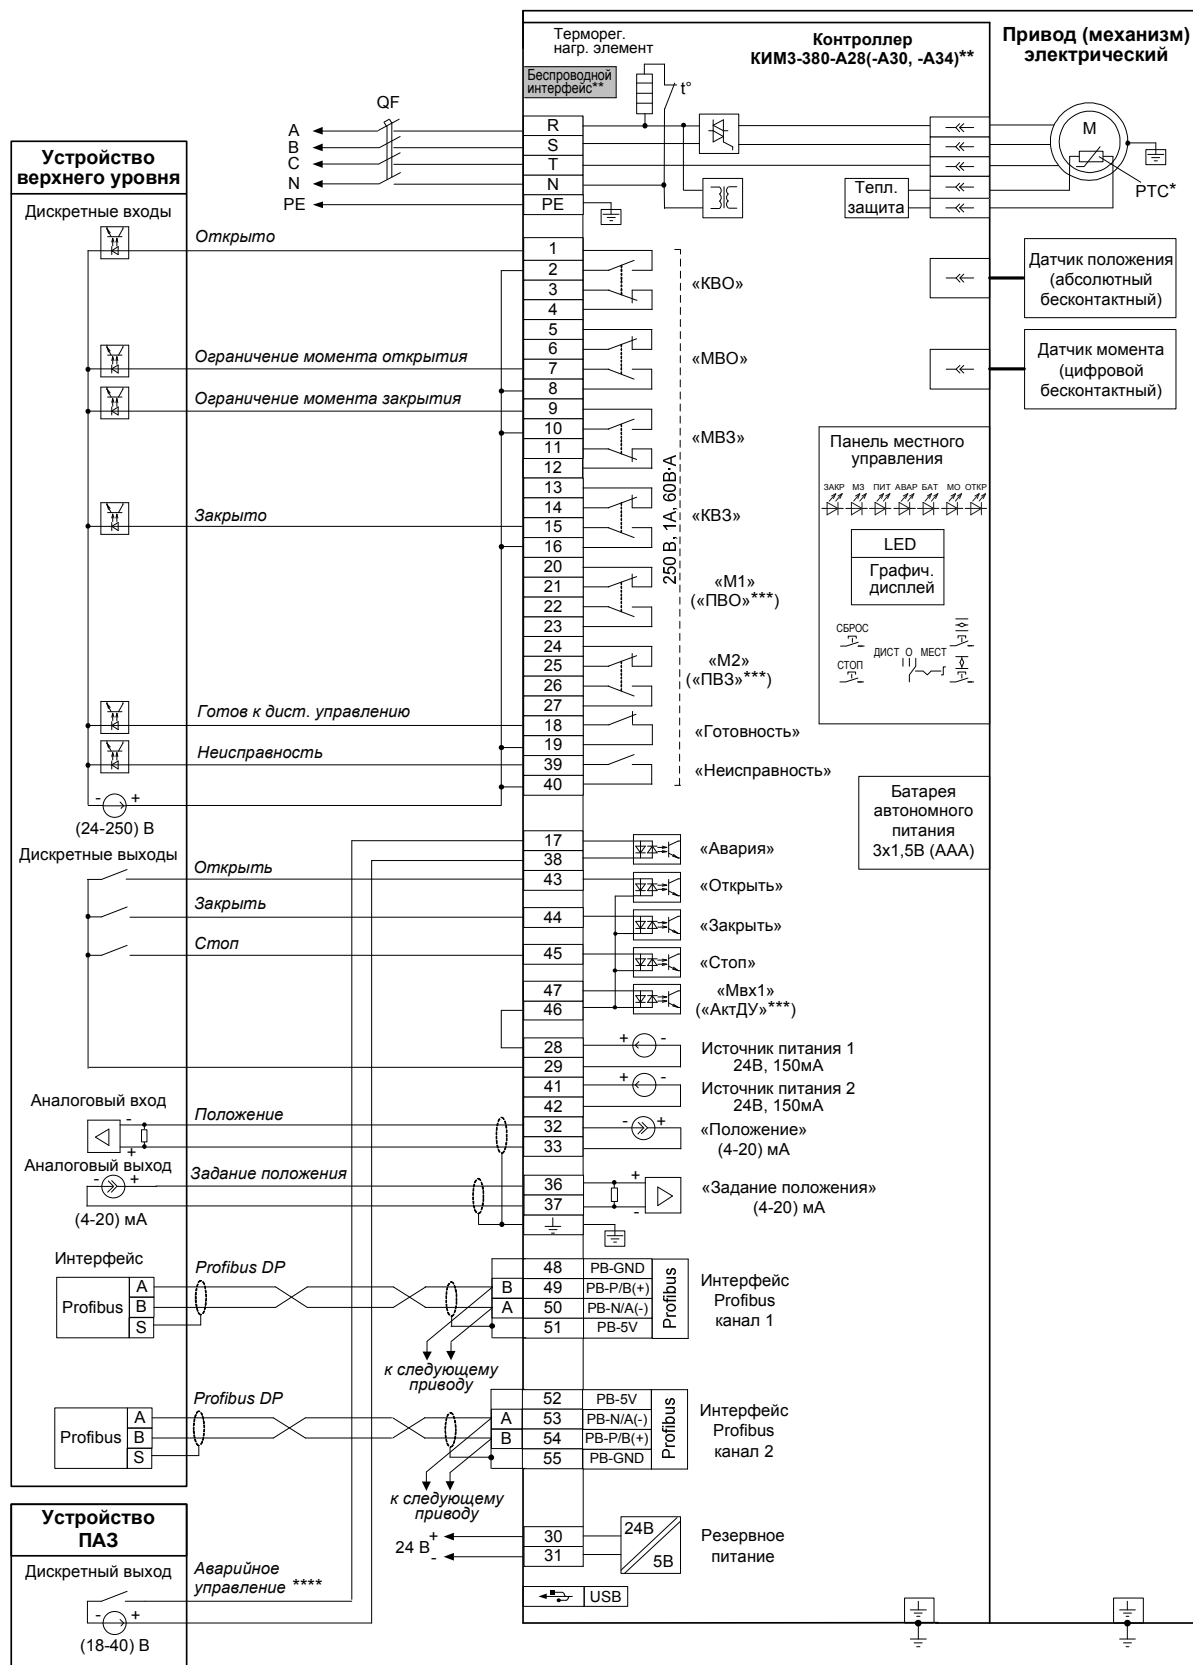 Терморег.
нагр. элемент
Контроллер
КИМ3-380-А28(-А30, -А34)**
Привод (механизм)
электрический
Беспроводной
интерфейс**
t°
QF
A
B
C
N
PE
R
S
T
N
PE
M
PTC*
Тепл.
защита
Устройство
верхнего уровня
Дискретные входы
Открыто
1
2
3
4
«КВО»
Датчик положения
(абсолютный
бесконтактный)
Ограничение момента открытия
5
6
7
8
«МВО»
Датчик момента
(цифровой
бесконтактный)
Ограничение момента закрытия
9
10
11
12
«МВЗ»
Закрыто
13
14
15
16
«КВЗ»
250 В, 1А, 60В·А
Панель местного
управления
ЗАКР МЗ ПИТ АВАР БАТ МО ОТКР
LED
Графич.
дисплей
СБРОС
СТОП
ДИСТ О МЕСТ
20
21
22
23
«М1»
(«ПВО»***)
24
25
26
27
«М2»
(«ПВЗ»***)
Готов к дист. управлению
18
19
«Готовность»
Неисправность
39
40
«Неисправность»
- +
(24-250) В
Батарея
автономного
питания
3х1,5В (ААА)
Дискретные выходы
17
38
«Авария»
Открыть
43
«Открыть»
Закрыть
44
«Закрыть»
Стоп
45
«Стоп»
47
46
«Мвх1»
(«АктДУ»***)
28
29
+ -
Источник питания 1
24В, 150мА
41
42
+ -
Источник питания 2
24В, 150мА
Аналоговый вход
-
+
Положение
32
33
- +
«Положение»
(4-20) мА
Аналоговый выход
- +
(4-20) мА
Задание положения
36
37
+
-
«Задание положения»
(4-20) мА
Интерфейс
Profibus
A
B
S
Profibus DP
B
A
48 PB-GND
49 PB-P/B(+)
50 PB-N/A(-)
51 PB-5V
Profibus
Интерфейс
Profibus
канал 1
к следующему
приводу
Profibus
A
B
S
Profibus DP
A
B
52 PB-5V
53 PB-N/A(-)
54 PB-P/B(+)
55 PB-GND
Profibus
Интерфейс
Profibus
канал 2
к следующему
приводу
24 В
+
-
30
31
24В
5В
Резервное
питание
USB
Устройство
ПАЗ
Дискретный выход
- +
(18-40) В
Аварийное
управление ****